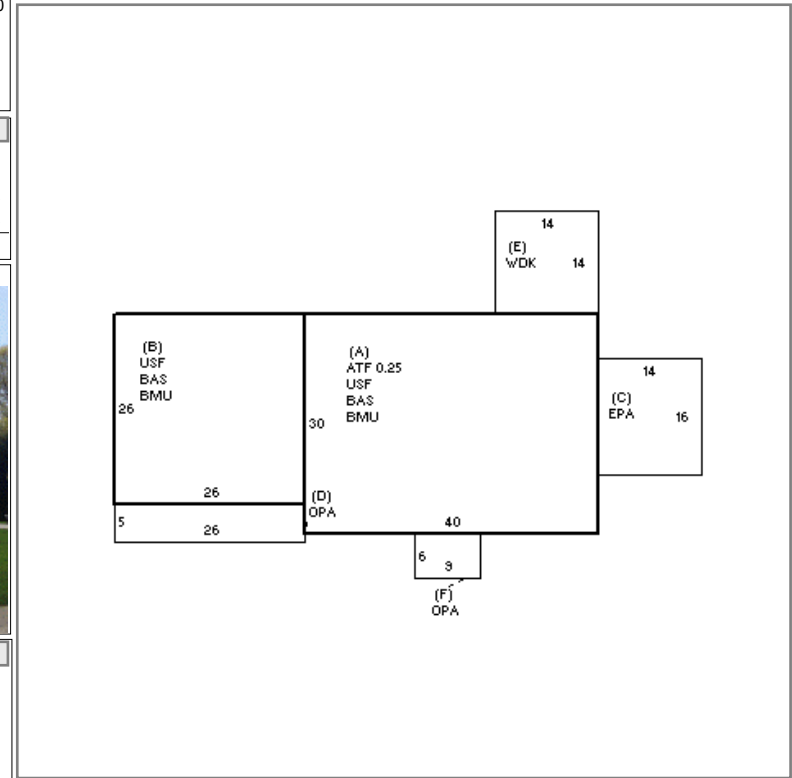 14
(E)
WDK 14
(B)
USF
BAS
BMU
26
(A)
ATF 0.25
USF
BAS
BMU
30
14
(C)
EPA 16
26
(D)
OPA
5
26
40
6
9
(F)
OPA